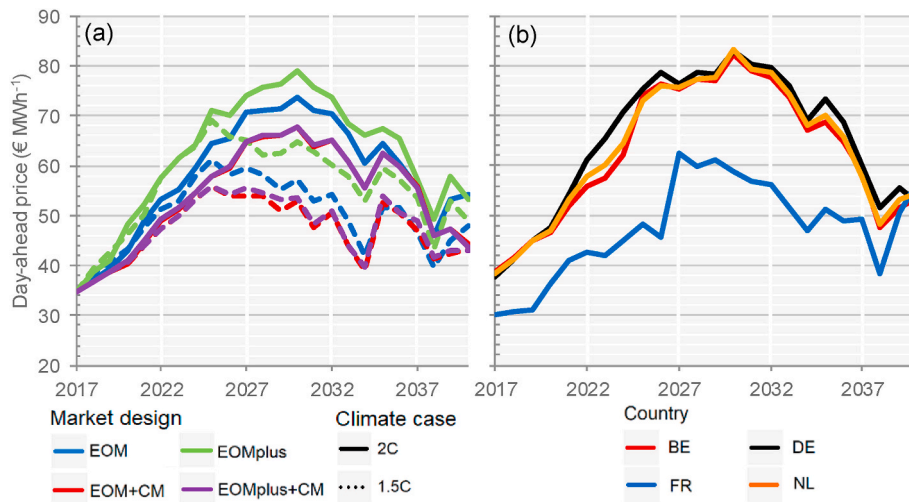 Day-ahead price (€ MWh⁻¹)
90
80
70
60
50
40
30
20
(a)
2017 2022 2027 2032 2037
(b)
2017 2022 2027 2032 2037
Market design
EOM
EOMplus
EOM+CM
EOMplus+CM
Climate case
2C
1.5C
Country
BE
DE
FR
NL